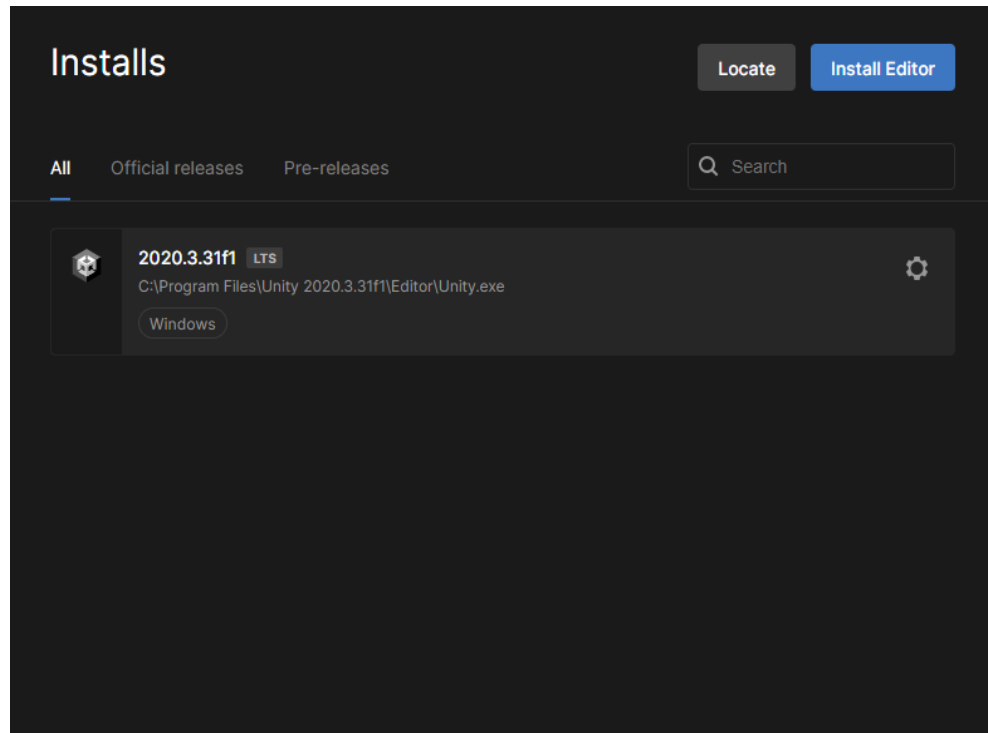 Installs
Locate
Install Editor
All
Official releases
Pre-releases
Search
2020.3.31f1 LTS
C:\Program Files\Unity 2020.3.31f1\Editor\Unity.exe
Windows